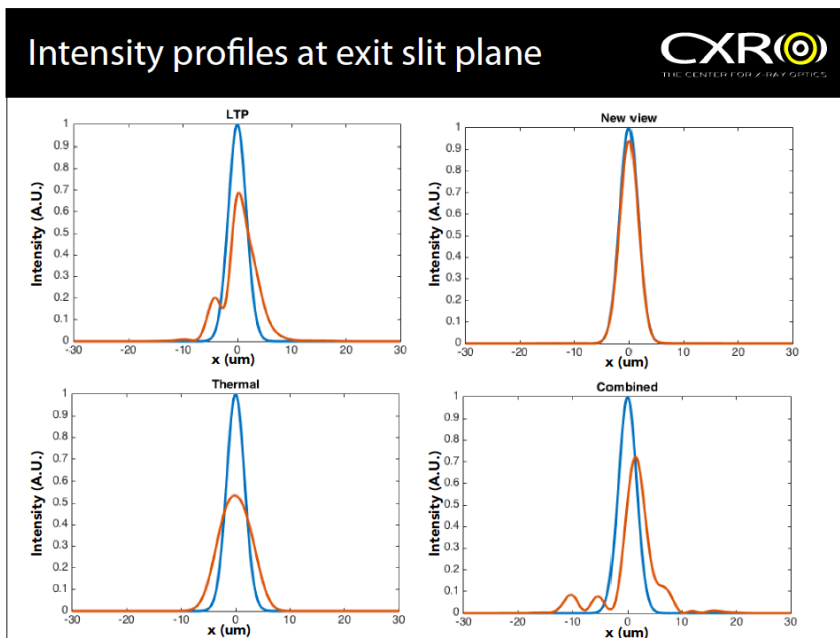 Intensity profiles at exit slit plane
CXRO
THE CENTER FOR X-RAY OPTICS
LTP
1
0.9
0.8
0.7
0.6
0.5
0.4
0.3
0.2
0.1
0
Intensity (A.U.)
-30 -20 -10 0 10 20 30
x (um)
New view
1
0.9
0.8
0.7
0.6
0.5
0.4
0.3
0.2
0.1
0
Intensity (A.U.)
-30 -20 -10 0 10 20 30
x (um)
Thermal
1
0.9
0.8
0.7
0.6
0.5
0.4
0.3
0.2
0.1
0
Intensity (A.U.)
-30 -20 -10 0 10 20 30
x (um)
Combined
1
0.9
0.8
0.7
0.6
0.5
0.4
0.3
0.2
0.1
0
Intensity (A.U.)
-30 -20 -10 0 10 20 30
x (um)